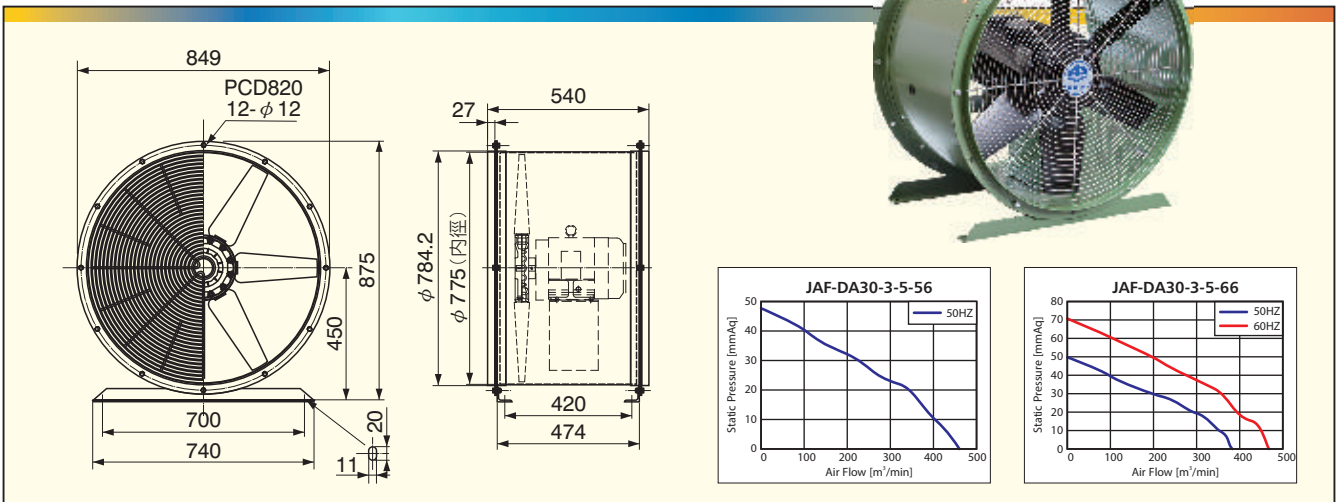 849
PCD820
12-φ12
875
450
700
740
20
11
540
27
φ784.2
φ775(内徑)
420
474
JAF-DA30-3-5-56
50HZ
Static Pressure [mmAq]
50
40
30
20
10
0
0 100 200 300 400 500
Air Flow [m³/min]
JAF-DA30-3-5-66
50HZ
60HZ
Static Pressure [mmAq]
80
70
60
50
40
30
20
10
0
0 100 200 300 400 500
Air Flow [m³/min]